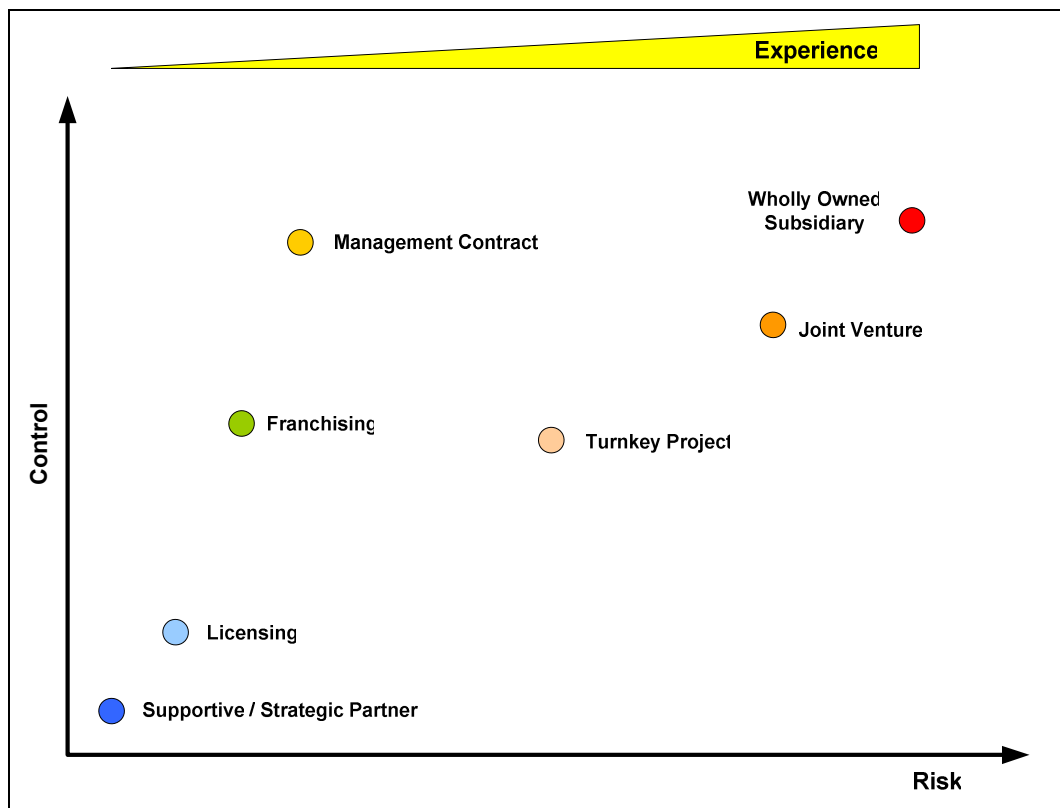 Experience
Wholly Owned
Subsidiary
Management Contract
Joint Venture
Franchising
Turnkey Project
Control
Licensing
Supportive / Strategic Partner
Risk